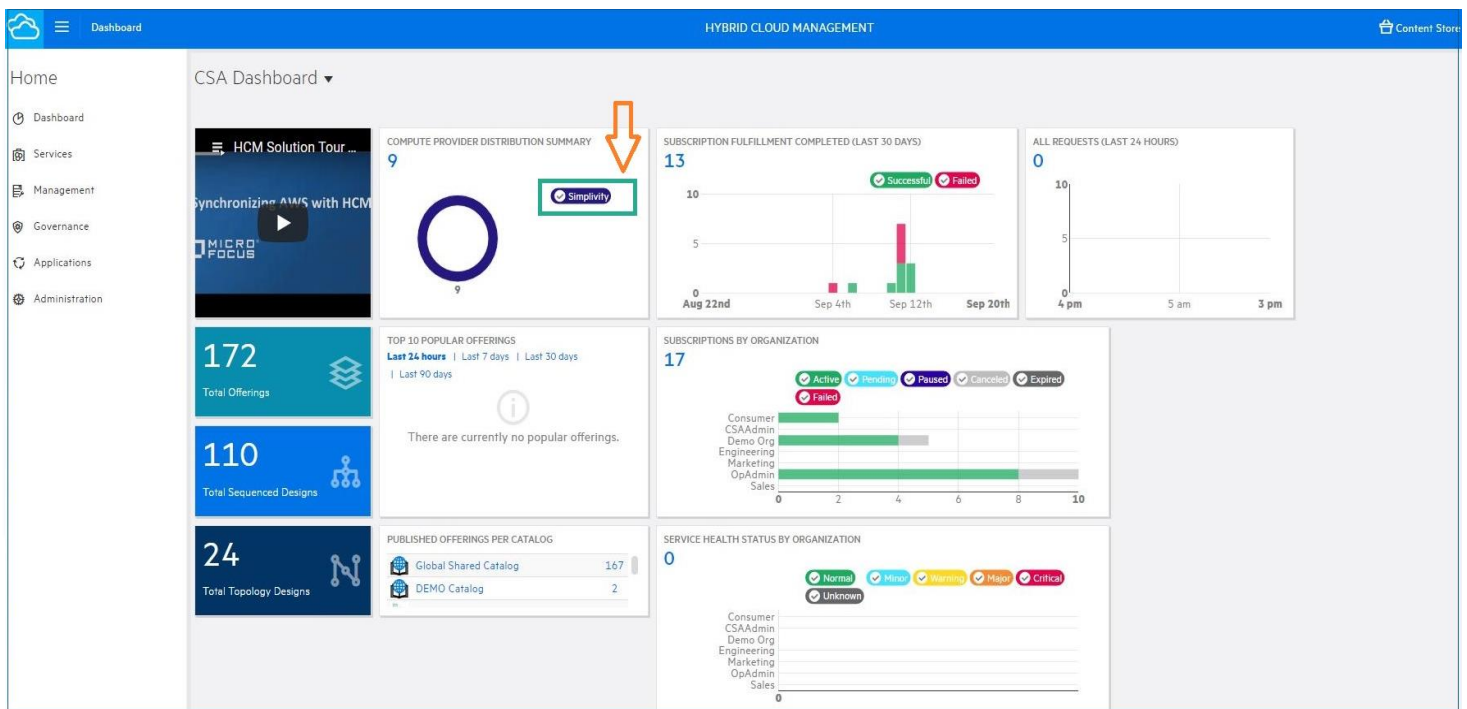 Dashboard
HYBRID CLOUD MANAGEMENT
Content Store
Home
Dashboard
Services
Management
Governance
Applications
Administration
CSA Dashboard
HCM Solution Tour ...
Synchronizing AWS with HCM
MICRO
FOCUS
COMPUTE PROVIDER DISTRIBUTION SUMMARY
9
Simplivity
9
SUBSCRIPTION FULFILLMENT COMPLETED (LAST 30 DAYS)
13
Successful Failed
10
5
0
Aug 22nd Sep 4th Sep 12th Sep 20th
ALL REQUESTS (LAST 24 HOURS)
0
10
5
0
4 pm 5 am 3 pm
172
Total Offerings
110
Total Sequenced Designs
24
Total Topology Designs
TOP 10 POPULAR OFFERINGS
Last 24 hours | Last 7 days | Last 30 days
| Last 90 days
There are currently no popular offerings.
PUBLISHED OFFERINGS PER CATALOG
Global Shared Catalog 167
DEMO Catalog 2
SUBSCRIPTIONS BY ORGANIZATION
17
Active Pending Paused Canceled Expired
Failed
Consumer
CSAAdmin
Demo Org
Engineering
Marketing
OpAdmin
Sales
0 2 4 6 8 10
SERVICE HEALTH STATUS BY ORGANIZATION
0
Normal Minor Warning Major Critical
Unknown
Consumer
CSAAdmin
Demo Org
Engineering
Marketing
OpAdmin
Sales
0